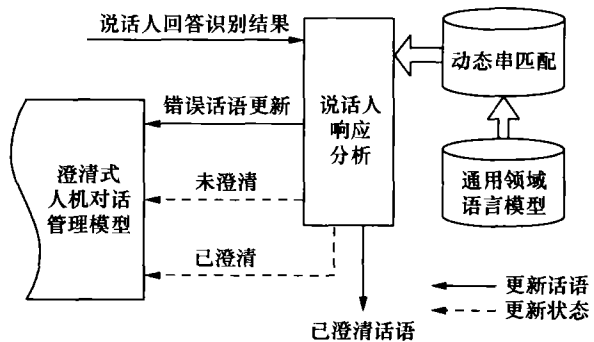 说话人回答识别结果
动态串匹配
错误话语更新
说话人
响应
分析
澄清式
人机对话
管理模型
未澄清
通用领域
语言模型
已澄清
更新话语
更新状态
已澄清话语